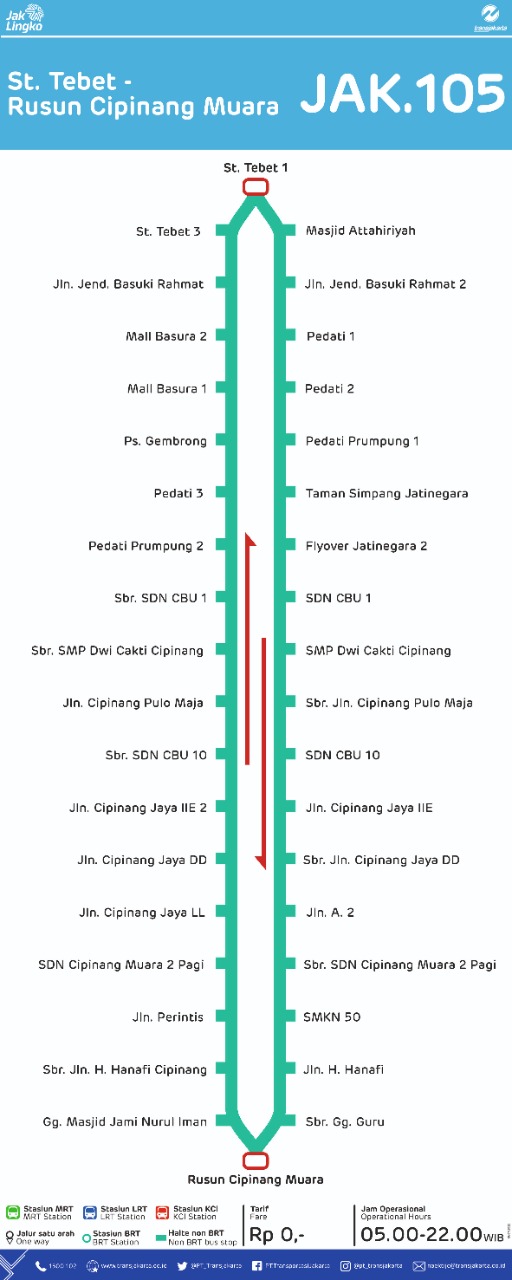 Jak
Lingko
transjakarta
St. Tebet -
Rusun Cipinang Muara
JAK.105
St. Tebet 1
St. Tebet 3
Masjid Attahiriyah
Jln. Jend. Basuki Rahmat
Jln. Jend. Basuki Rahmat 2
Mall Basura 2
Pedati 1
Mall Basura 1
Pedati 2
Ps. Gembrong
Pedati Prumpung 1
Pedati 3
Taman Simpang Jatinegara
Pedati Prumpung 2
Flyover Jatinegara 2
Sbr. SDN CBU 1
SDN CBU 1
Sbr. SMP Dwi Cakti Cipinang
SMP Dwi Cakti Cipinang
Jln. Cipinang Pulo Maja
Sbr. Jln. Cipinang Pulo Maja
Sbr. SDN CBU 10
SDN CBU 10
Jln. Cipinang Jaya IIE 2
Jln. Cipinang Jaya IIE
Jln. Cipinang Jaya DD
Sbr. Jln. Cipinang Jaya DD
Jln. Cipinang Jaya LL
Jln. A. 2
SDN Cipinang Muara 2 Pagi
Sbr. SDN Cipinang Muara 2 Pagi
Jln. Perintis
SMKN 50
Sbr. Jln. H. Hanafi Cipinang
Jln. H. Hanafi
Gg. Masjid Jami Nurul Iman
Sbr. Gg. Guru
Rusun Cipinang Muara
Stasiun MRT
MRT Station
Stasiun LRT
LRT Station
Stasiun KCI
KCI Station
Jalur satu arah
One way
Stasiun BRT
BRT Station
Halte non BRT
Non BRT bus stop
Tarif
Fare
Rp 0,-
Jam Operasional
Operational Hours
05.00-22.00 WIB
1500 102
www.transjakarta.co.id
@PT_Transjakarta
PTTransportasiJakarta
@pt_transjakarta